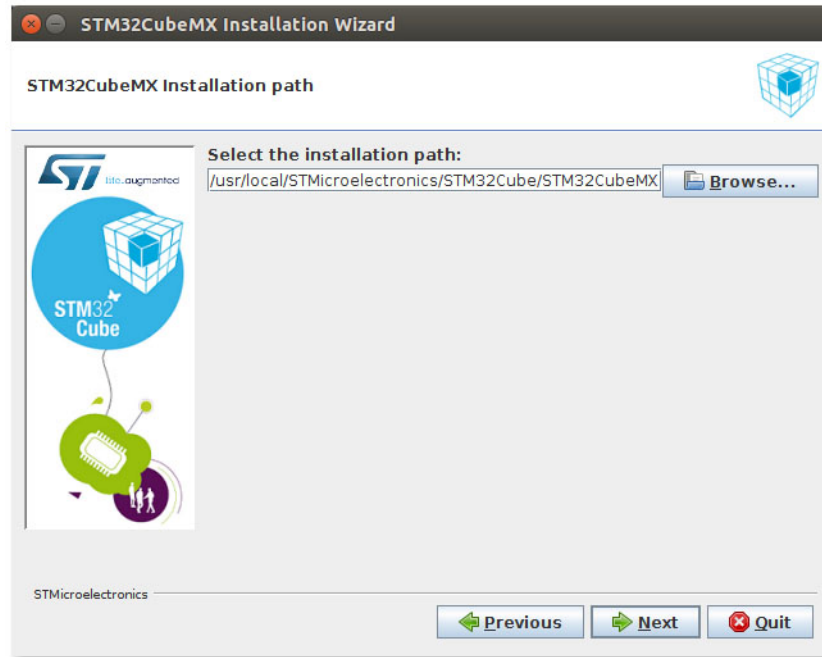 STM32CubeMX Installation Wizard
STM32CubeMX Installation path
Select the installation path:
/usr/local/STMicroelectronics/STM32Cube/STM32CubeMX
Browse...
ST life.augmented
STM32
Cube
STMicroelectronics
Previous
Next
Quit